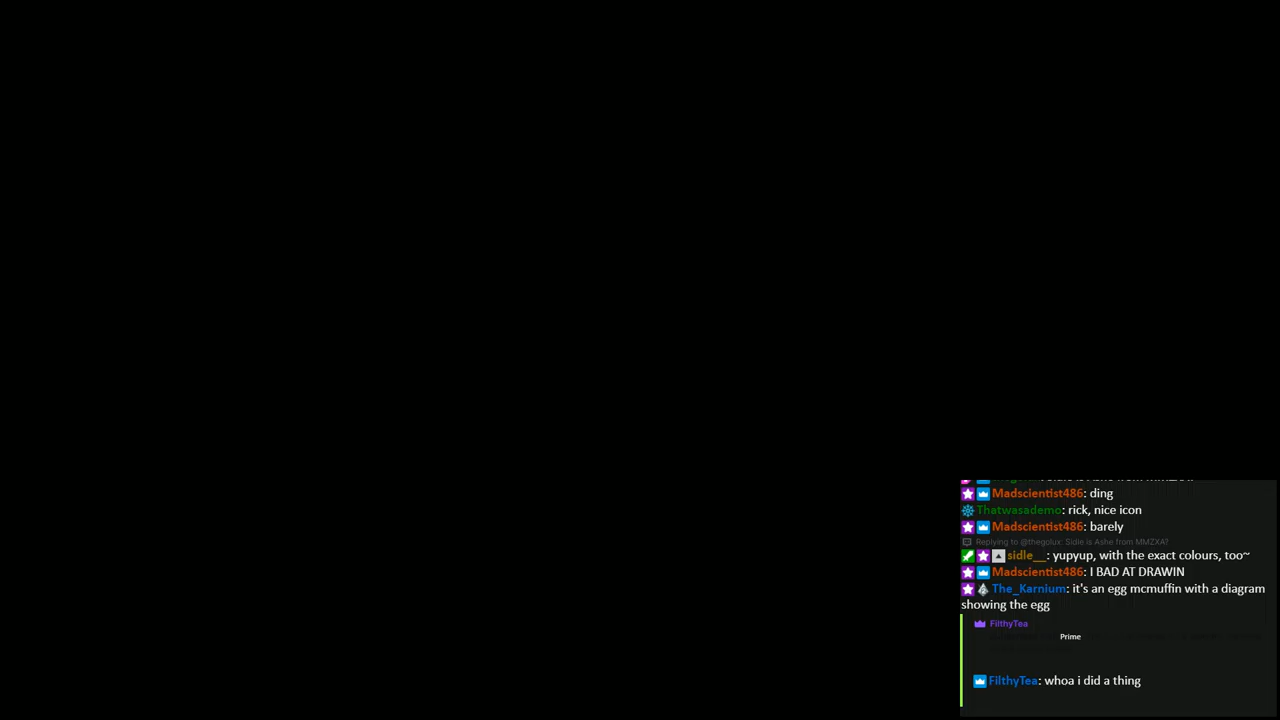 Madscientist486: ding
Thatwasademo: rick, nice icon
Madscientist486: barely
Replying to @thegolux: Sidle is Ashe from MMZXA?
sidle__: yupyup, with the exact colours, too~
Madscientist486: I BAD AT DRAWIN
The_Karnium: it's an egg mcmuffin with a diagram
showing the egg
FilthyTea
Prime
FilthyTea: whoa i did a thing